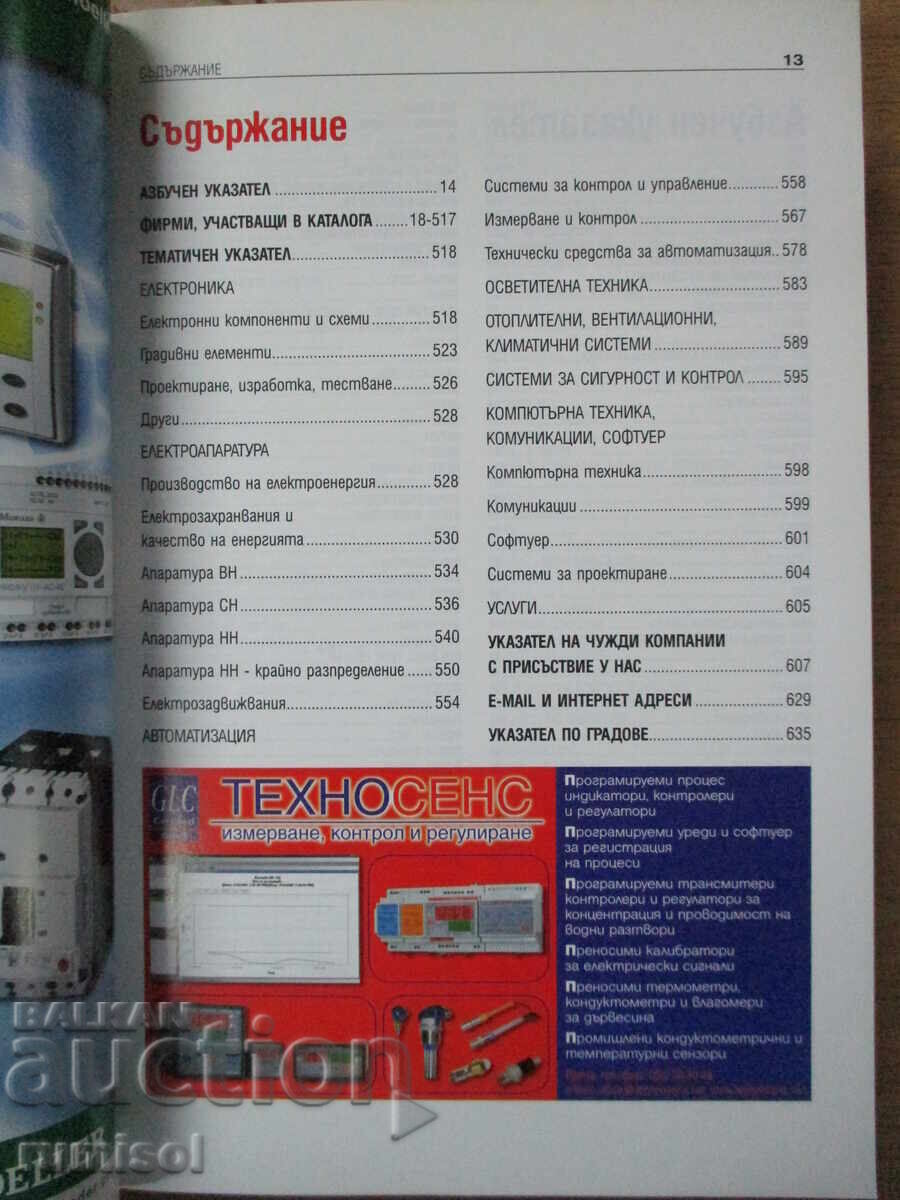 СЪДЪРЖАНИЕ 13
Съдържание
АЗБУЧЕН УКАЗАТЕЛ ........ 14
ФИРМИ, УЧАСТВАЩИ В КАТАЛОГА ........ 18-517
ТЕМАТИЧЕН УКАЗАТЕЛ ........ 518
ЕЛЕКТРОНИКА
Електронни компоненти и схеми ........ 518
Градивни елементи ........ 523
Проектиране, изработка, тестване ........ 526
Други ........ 528
ЕЛЕКТРОАПАРАТУРА
Производство на електроенергия ........ 528
Електрозахранвания и
качество на енергията ........ 530
Апаратура ВН ........ 534
Апаратура СН ........ 536
Апаратура НН ........ 540
Апаратура НН - крайно разпределение ...... 550
Електрозадвижвания ........ 554
АВТОМАТИЗАЦИЯ
Системи за контрол и управление ........ 558
Измерване и контрол ........ 567
Технически средства за автоматизация.. 578
ОСВЕТИТЕЛНА ТЕХНИКА ........ 583
ОТОПЛИТЕЛНИ, ВЕНТИЛАЦИОННИ,
КЛИМАТИЧНИ СИСТЕМИ ........ 589
СИСТЕМИ ЗА СИГУРНОСТ И КОНТРОЛ ........ 595
КОМПЮТЪРНА ТЕХНИКА,
КОМУНИКАЦИИ, СОФТУЕР
Компютърна техника ........ 598
Комуникации ........ 599
Софтуер ........ 601
Системи за проектиране ........ 604
УСЛУГИ ........ 605
УКАЗАТЕЛ НА ЧУЖДИ КОМПАНИИ
С ПРИСЪСТВИЕ У НАС ........ 607
E-MAIL И ИНТЕРНЕТ АДРЕСИ ........ 629
УКАЗАТЕЛ ПО ГРАДОВЕ ........ 635
GLC
ТЕХНОСЕНС
измерване, контрол и регулиране
Програмируеми процес
индикатори, контролери
и регулатори
Програмируеми уреди и софтуер
за регистрация
на процеси
Програмируеми трансмитери
контролери и регулатори за
концентрация и проводимост на
водни разтвори
Преносими калибратори
за електрически сигнали
Преносими термометри,
кондуктометри и влагомери
за дървесина
Промишлени кондуктометрични и
температурни сензори
BALKAN
auction
rumisol